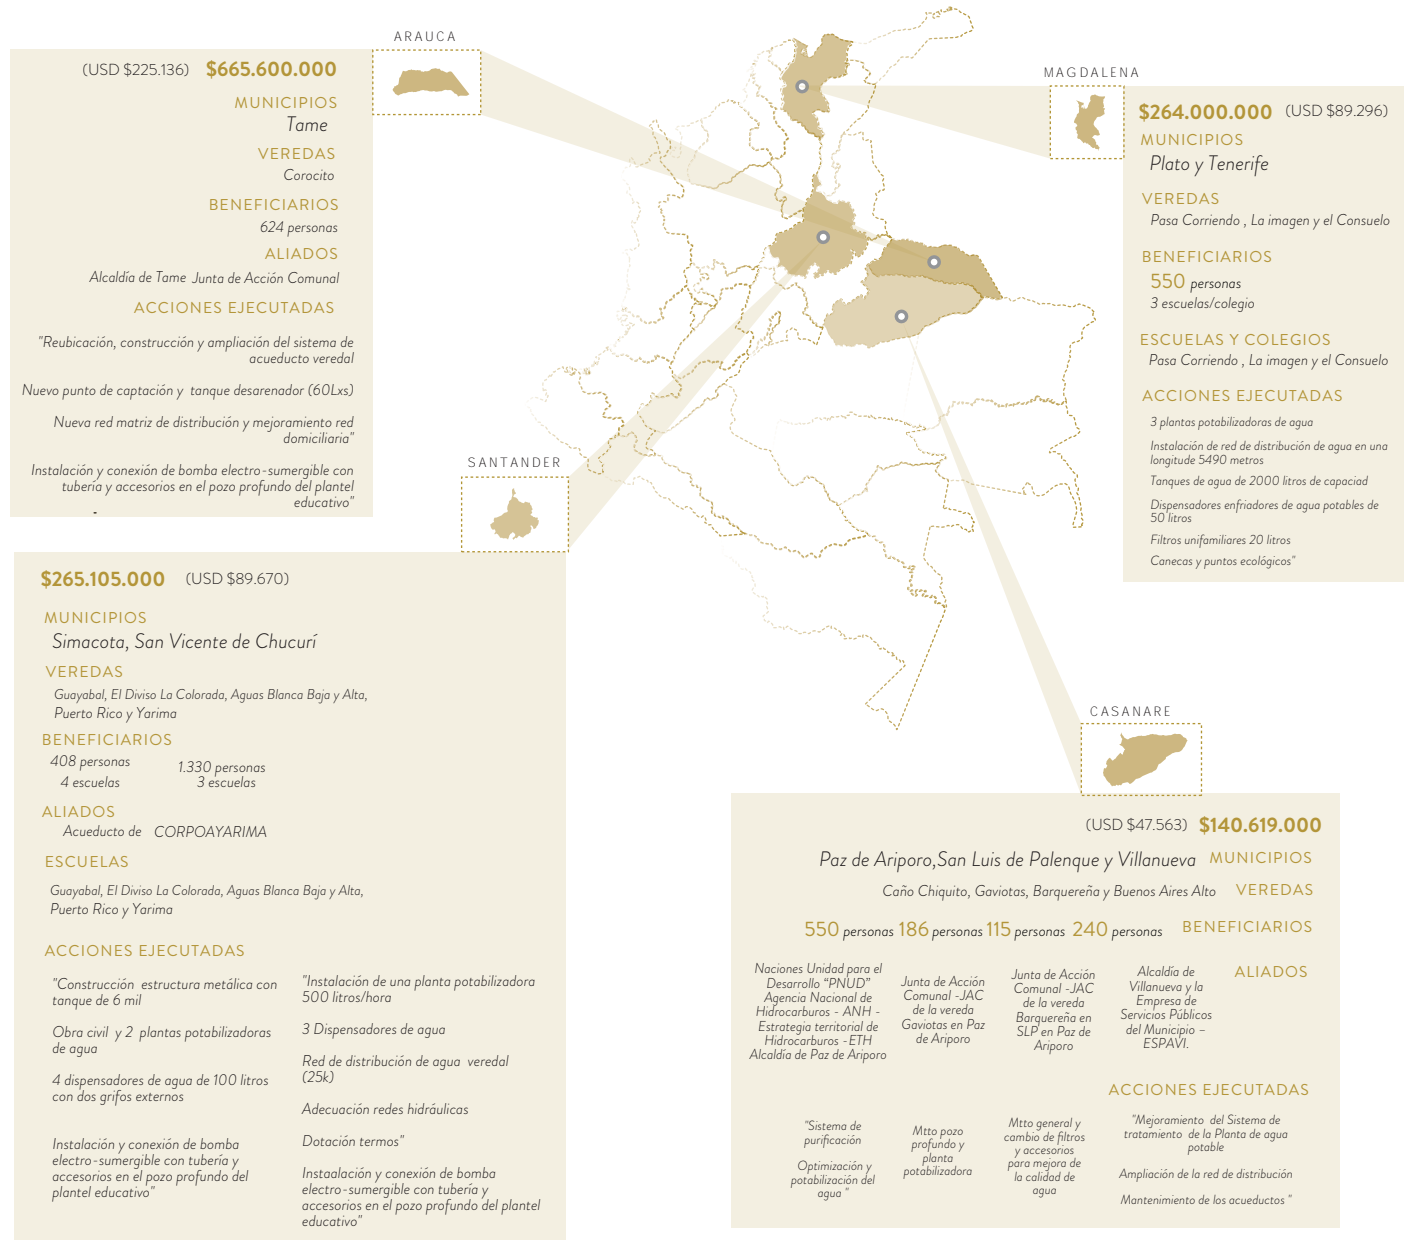 ARAUCA
(USD $225.136) $665.600.000
MUNICIPIOS
Tame
VEREDAS
Corocito
BENEFICIARIOS
624 personas
ALIADOS
Alcaldía de Tame Junta de Acción Comunal
ACCIONES EJECUTADAS
"Reubicación, construcción y ampliación del sistema de
acueducto veredal
Nuevo punto de captación y tanque desarenador (60Lxs)
Nueva red matriz de distribución y mejoramiento red
domiciliaria"
Instalación y conexión de bomba electro-sumergible con
tubería y accesorios en el pozo profundo del plantel
educativo"
MAGDALENA
$264.000.000 (USD $89.296)
MUNICIPIOS
Plato y Tenerife
VEREDAS
Pasa Corriendo , La imagen y el Consuelo
BENEFICIARIOS
550 personas
3 escuelas/colegio
ESCUELAS Y COLEGIOS
Pasa Corriendo , La imagen y el Consuelo
ACCIONES EJECUTADAS
3 plantas potabilizadoras de agua
Instalación de red de distribución de agua en una
longitude 5490 metros
Tanques de agua de 2000 litros de capaciad
Dispensadores enfriadores de agua potables de
50 litros
Filtros unifamiliares 20 litros
Canecas y puntos ecológicos"
SANTANDER
$265.105.000 (USD $89.670)
MUNICIPIOS
Simacota, San Vicente de Chucurí
VEREDAS
Guayabal, El Diviso La Colorada, Aguas Blanca Baja y Alta,
Puerto Rico y Yarima
BENEFICIARIOS
408 personas
4 escuelas
1.330 personas
3 escuelas
ALIADOS
Acueducto de CORPOAYARIMA
ESCUELAS
Guayabal, El Diviso La Colorada, Aguas Blanca Baja y Alta,
Puerto Rico y Yarima
ACCIONES EJECUTADAS
"Construcción estructura metálica con
tanque de 6 mil
Obra civil y 2 plantas potabilizadoras
de agua
4 dispensadores de agua de 100 litros
con dos grifos externos
Instalación y conexión de bomba
electro-sumergible con tubería y
accesorios en el pozo profundo del
plantel educativo"
"Instalación de una planta potabilizadora
500 litros/hora
3 Dispensadores de agua
Red de distribución de agua veredal
(25k)
Adecuación redes hidráulicas
Dotación termos"
Instaalación y conexión de bomba
electro-sumergible con tubería y
accesorios en el pozo profundo del plantel
educativo"
CASANARE
(USD $47.563) $140.619.000
Paz de Ariporo,San Luis de Palenque y Villanueva MUNICIPIOS
Caño Chiquito, Gaviotas, Barquereña y Buenos Aires Alto VEREDAS
550 personas 186 personas 115 personas 240 personas BENEFICIARIOS
ALIADOS
Naciones Unidad para el
Desarrollo “PNUD”
Agencia Nacional de
Hidrocarburos - ANH -
Estrategia territorial de
Hidrocarburos -ETH
Alcaldía de Paz de Ariporo
Junta de Acción
Comunal -JAC
de la vereda
Gaviotas en Paz
de Ariporo
Junta de Acción
Comunal -JAC
de la vereda
Barquereña en
SLP en Paz de
Ariporo
Alcaldía de
Villanueva y la
Empresa de
Servicios Públicos
del Municipio –
ESPAVI.
ACCIONES EJECUTADAS
"Sistema de
purificación
Optimización y
potabilización del
agua "
Mtto pozo
profundo y
planta
potabilizadora
Mtto general y
cambio de filtros
y accesorios
para mejora de
la calidad de
agua
"Mejoramiento del Sistema de
tratamiento de la Planta de agua
potable
Ampliación de la red de distribución
Mantenimiento de los acueductos "